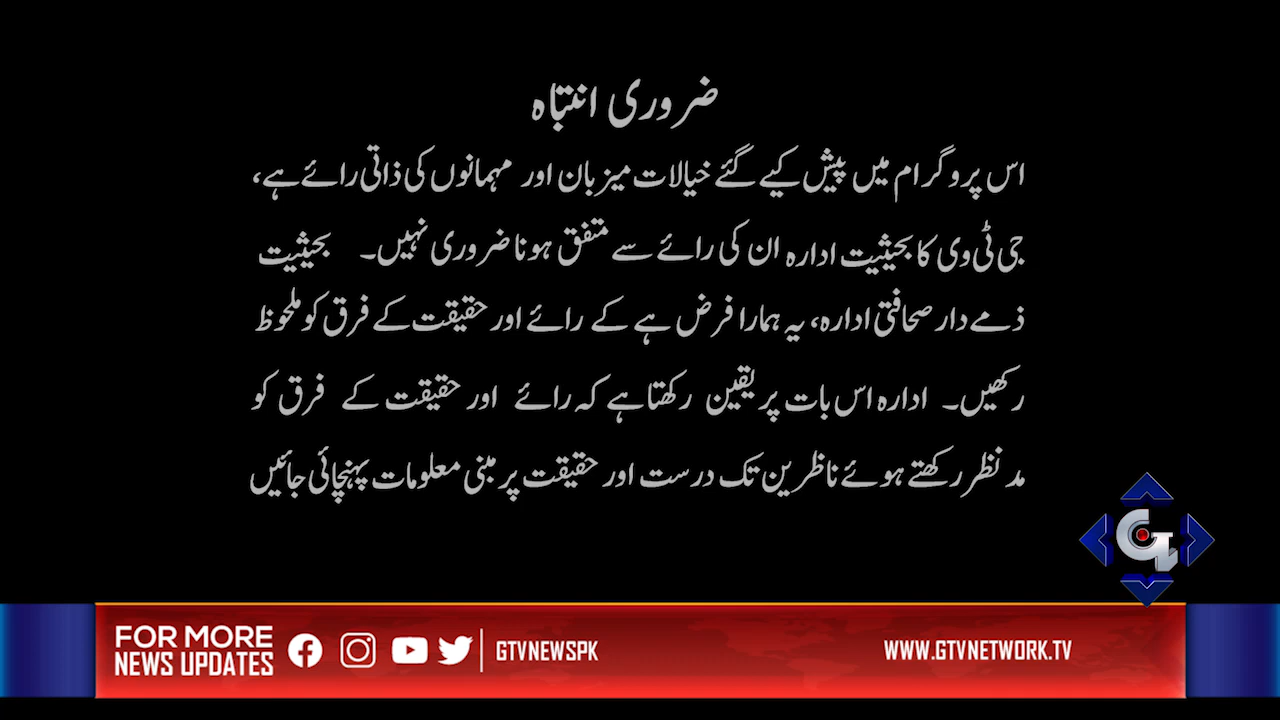 ضروری انتباہ
اس پروگرام میں پیش کیے گئے خیالات میزبان اور مہمانوں کی ذاتی رائے ہے،
جی ٹی وی کا بحیثیت ادارہ ان کی رائے سے متفق ہونا ضروری نہیں۔ بحیثیت
ذمے دار صحافتی ادارہ، یہ ہمارا فرض ہے کے رائے اور حقیقت کے فرق کو ملحوظ
رکھیں۔ ادارہ اس بات پر یقین رکھتا ہے کہ رائے اور حقیقت کے فرق کو
مد نظر رکھتے ہوئے ناظرین تک درست اور حقیقت پر مبنی معلومات پہنچائی جائیں
G
FOR MORE
NEWS UPDATES
GTVNEWSPK
WWW.GTVNETWORK.TV